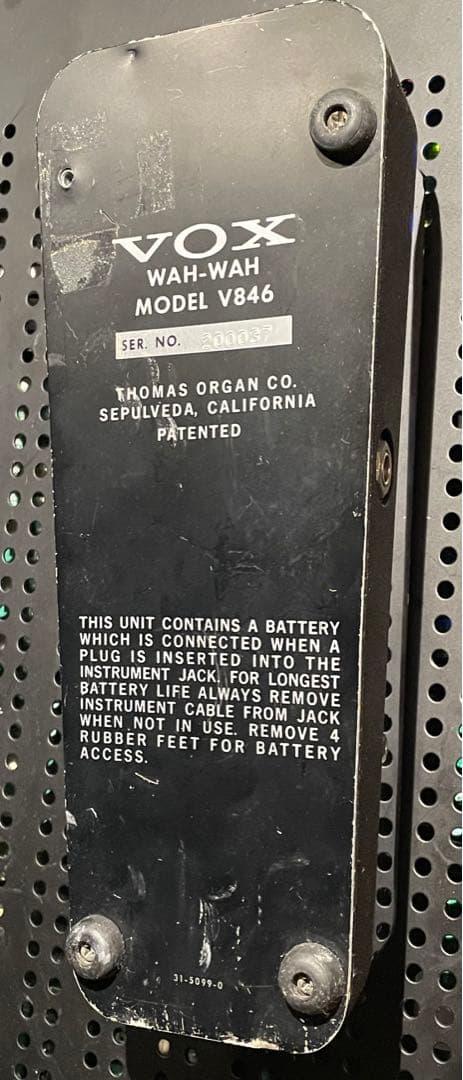 VOX
WAH-WAH
MODEL V846
SER. NO.
THOMAS ORGAN CO.
SEPULVEDA, CALIFORNIA
PATENTED
THIS UNIT CONTAINS A BATTERY
WHICH IS CONNECTED WHEN A
PLUG IS INSERTED INTO THE
INSTRUMENT JACK. FOR LONGEST
BATTERY LIFE ALWAYS REMOVE
INSTRUMENT CABLE FROM JACK
WHEN NOT IN USE. REMOVE 4
RUBBER FEET FOR BATTERY
ACCESS.
31-5099-0